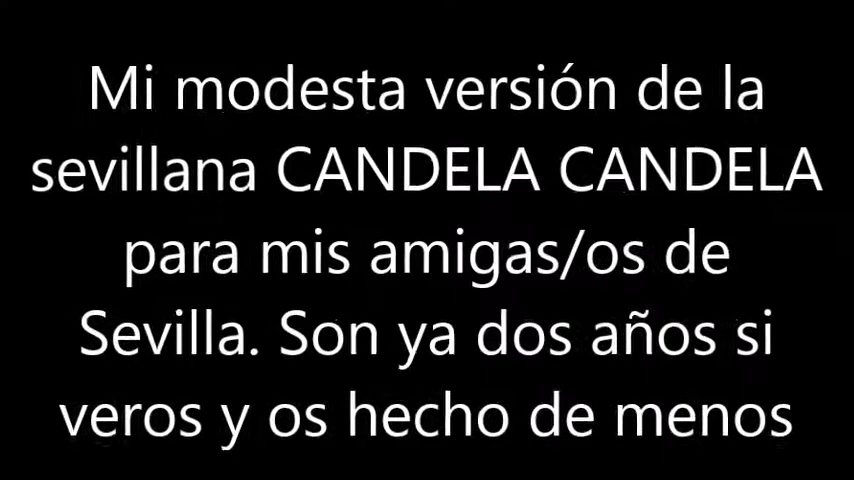 Mi modesta versión de la
sevillana CANDELA CANDELA
para mis amigas/os de
Sevilla. Son ya dos años si
veros y os hecho de menos